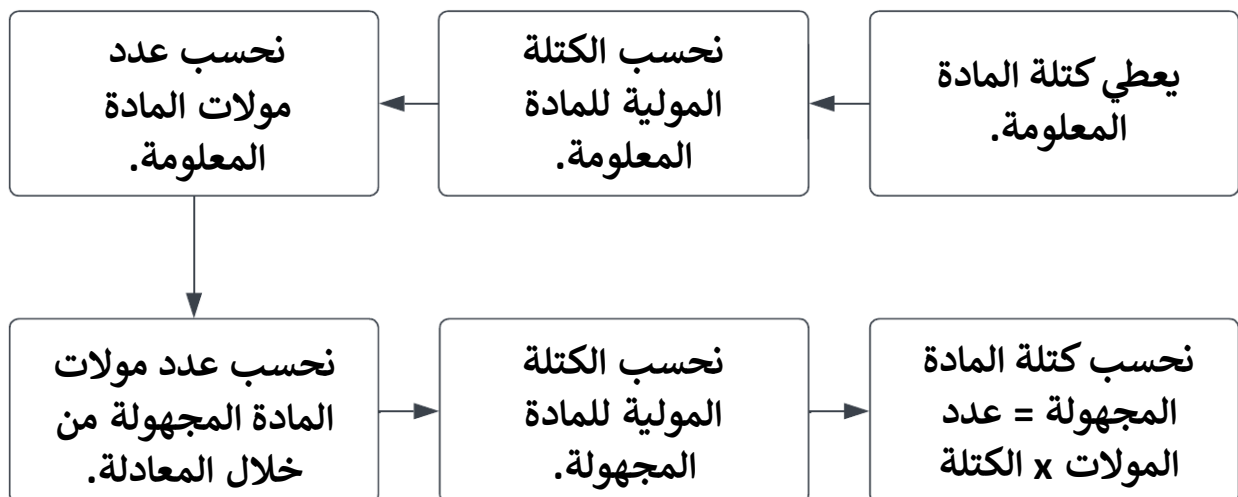 يعطي كتلة المادة
المعلومة.
نحسب الكتلة
المولية للمادة
المعلومة.
نحسب عدد
مولات المادة
المعلومة.
نحسب عدد مولات
المادة المجهولة من
خلال المعادلة.
نحسب الكتلة
المولية للمادة
المجهولة.
نحسب كتلة المادة
المجهولة = عدد
المولات x الكتلة